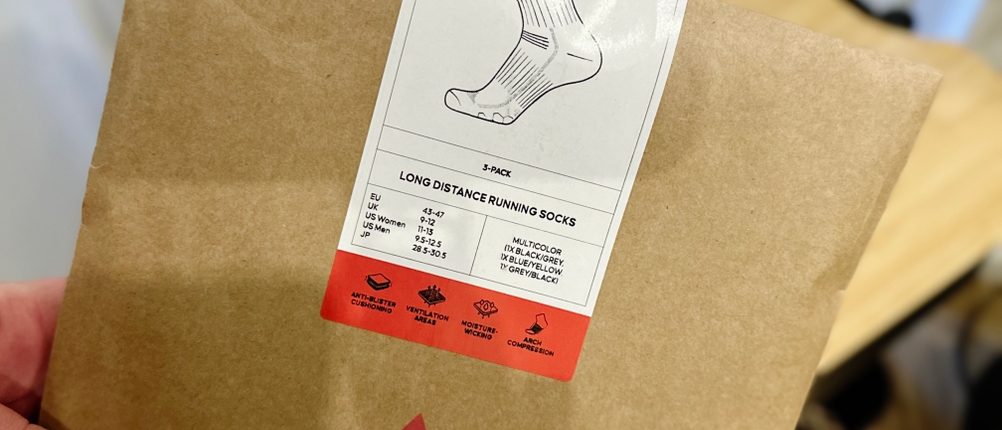 3-PACK
LONG DISTANCE RUNNING SOCKS
EU 43-47
UK 9-12
US Women 11-13
US Men 9.5-12.5
JP 28.5-30.5
MULTICOLOR
(1X BLACK/GREY,
1X BLUE/YELLOW,
1X GREY/BLACK)
ANTI-BLISTER
CUSHIONING
VENTILATION
AREAS
MOISTURE-
WICKING
ARCH
COMPRESSION